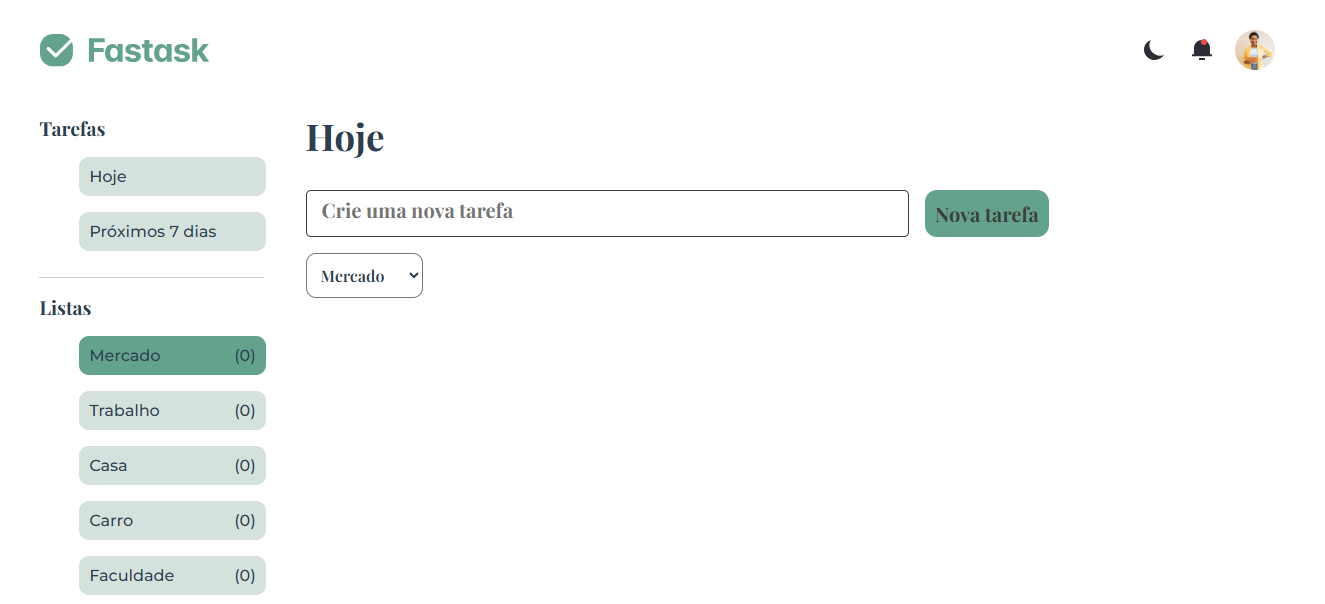 Fastask
Tarefas
Hoje
Próximos 7 dias
Listas
Mercado (0)
Trabalho (0)
Casa (0)
Carro (0)
Faculdade (0)
Hoje
Crie uma nova tarefa
Nova tarefa
Mercado